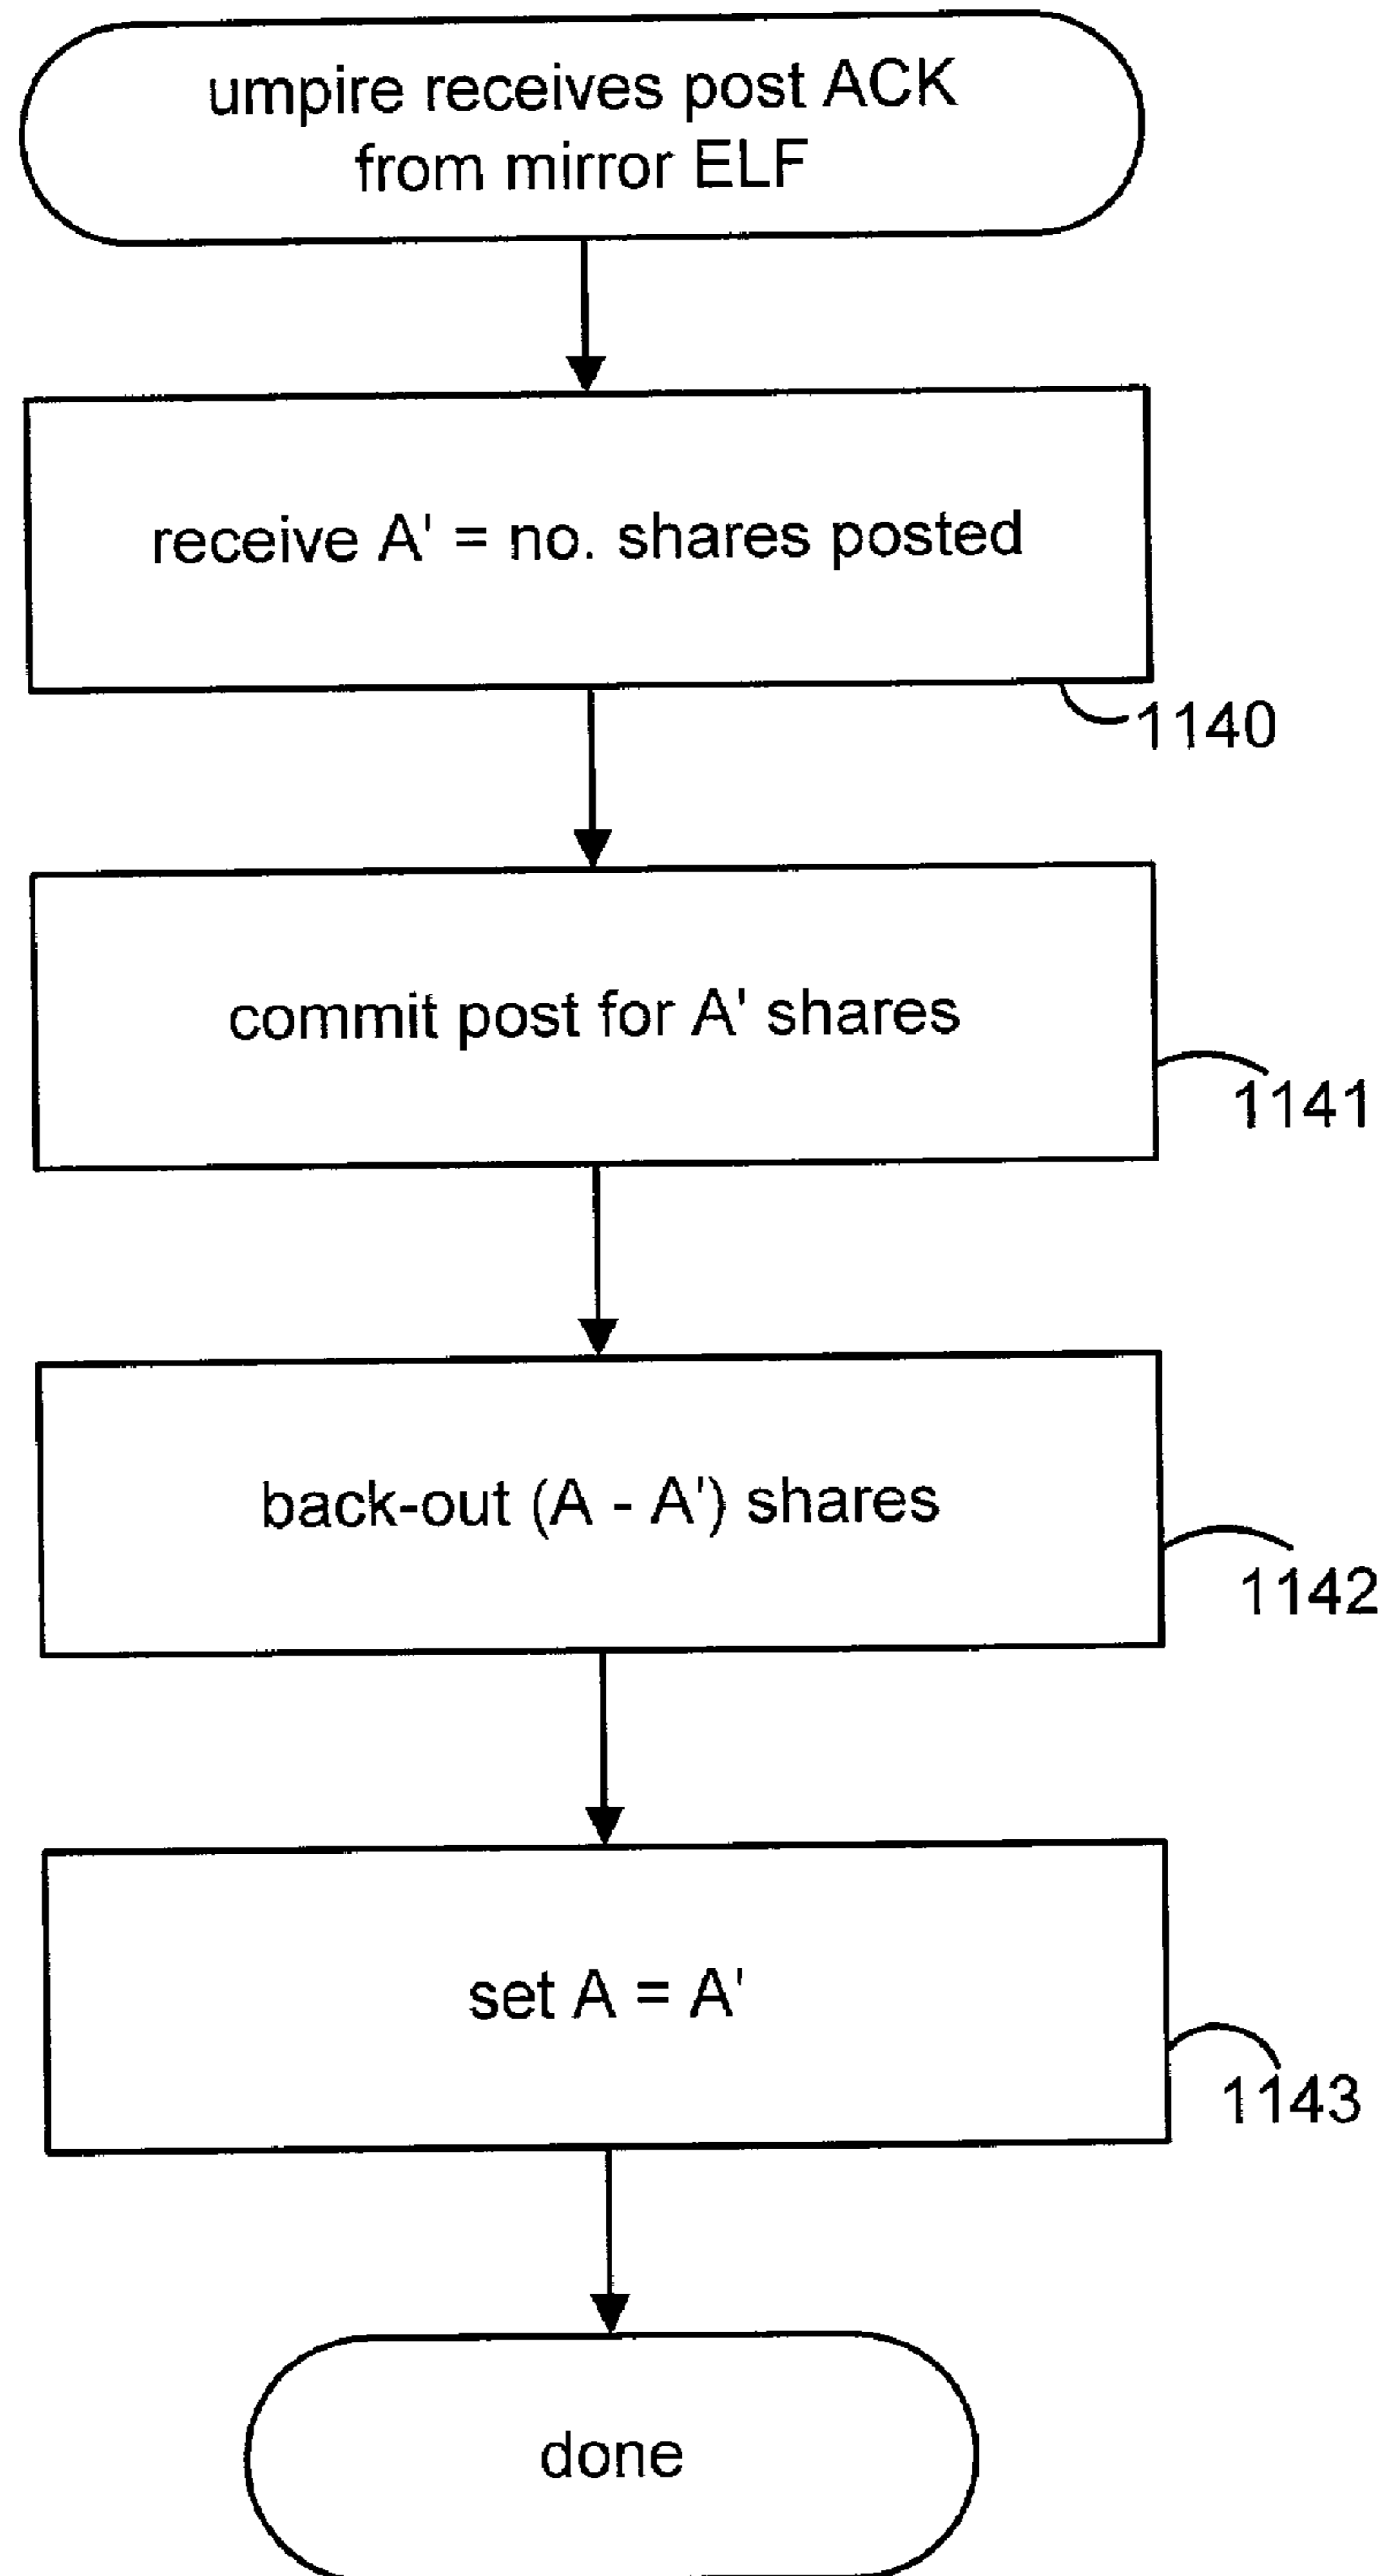 umpire receives post ACK
from mirror ELF
receive A' = no. shares posted
1140
commit post for A' shares
1141
back-out (A - A') shares
1142
set A = A'
1143
done